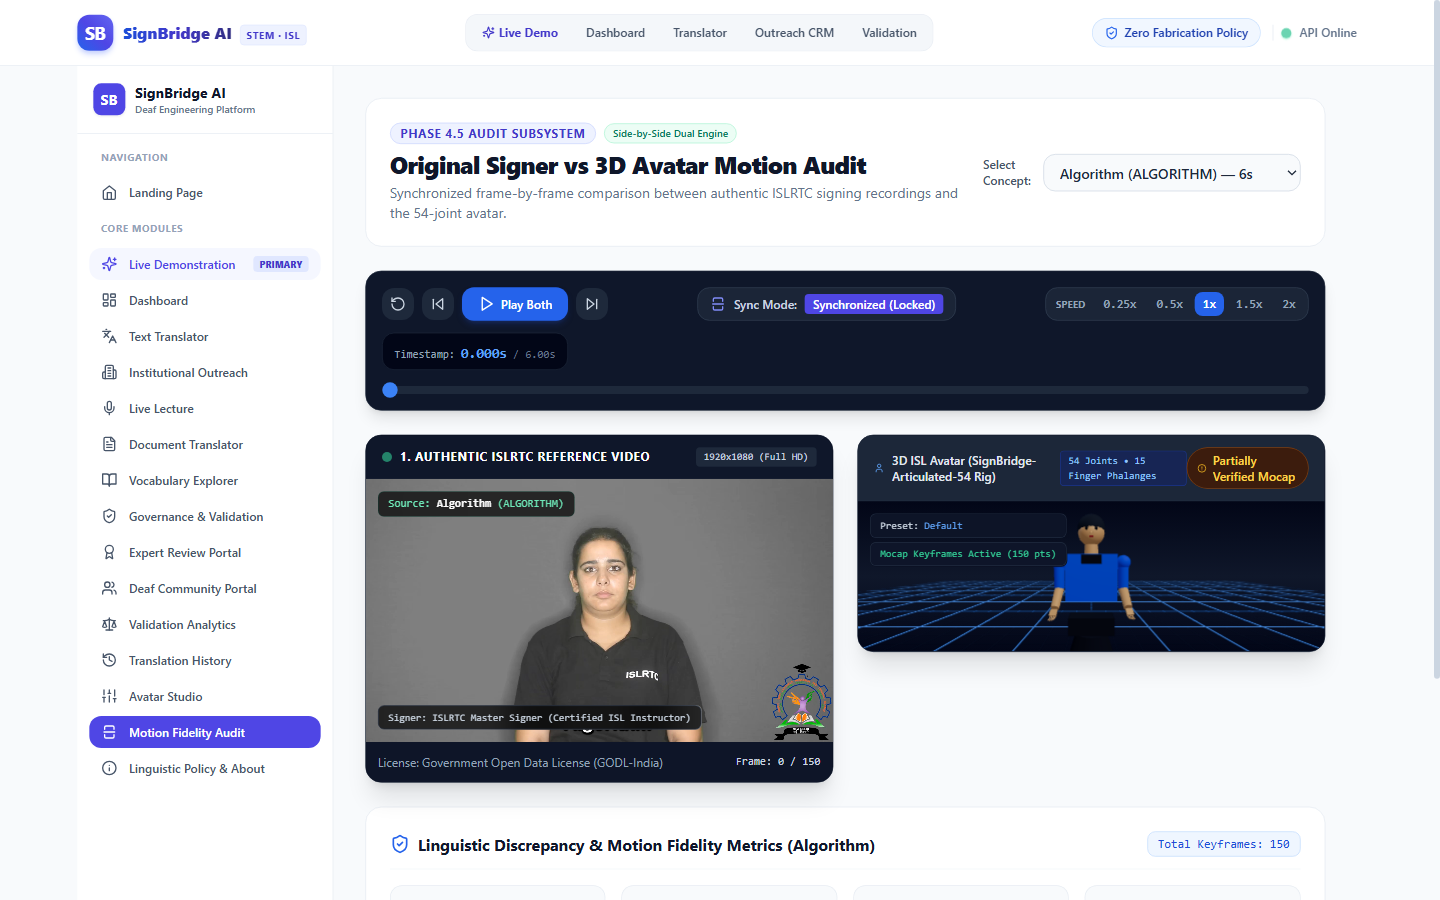 SB SignBridge AI STEM · ISL
Live Demo Dashboard Translator Outreach CRM Validation
Zero Fabrication Policy API Online
SB SignBridge AI
Deaf Engineering Platform
NAVIGATION
Landing Page
CORE MODULES
Live Demonstration PRIMARY
Dashboard
Text Translator
Institutional Outreach
Live Lecture
Document Translator
Vocabulary Explorer
Governance & Validation
Expert Review Portal
Deaf Community Portal
Validation Analytics
Translation History
Avatar Studio
Motion Fidelity Audit
Linguistic Policy & About
PHASE 4.5 AUDIT SUBSYSTEM Side-by-Side Dual Engine
Original Signer vs 3D Avatar Motion Audit
Synchronized frame-by-frame comparison between authentic ISLRTC signing recordings and
the 54-joint avatar.
Select
Concept:
Algorithm (ALGORITHM) — 6s
Play Both
Sync Mode: Synchronized (Locked)
SPEED 0.25x 0.5x 1x 1.5x 2x
Timestamp: 0.000s / 6.00s
1. AUTHENTIC ISLRTC REFERENCE VIDEO 1920x1080 (Full HD)
Source: Algorithm (ALGORITHM)
ISLRTC
Signer: ISLRTC Master Signer (Certified ISL Instructor)
License: Government Open Data License (GODL-India) Frame: 0 / 150
3D ISL Avatar (SignBridge-
Articulated-54 Rig)
54 Joints • 15
Finger Phalanges
Partially
Verified Mocap
Preset: Default
Mocap Keyframes Active (150 pts)
Linguistic Discrepancy & Motion Fidelity Metrics (Algorithm) Total Keyframes: 150